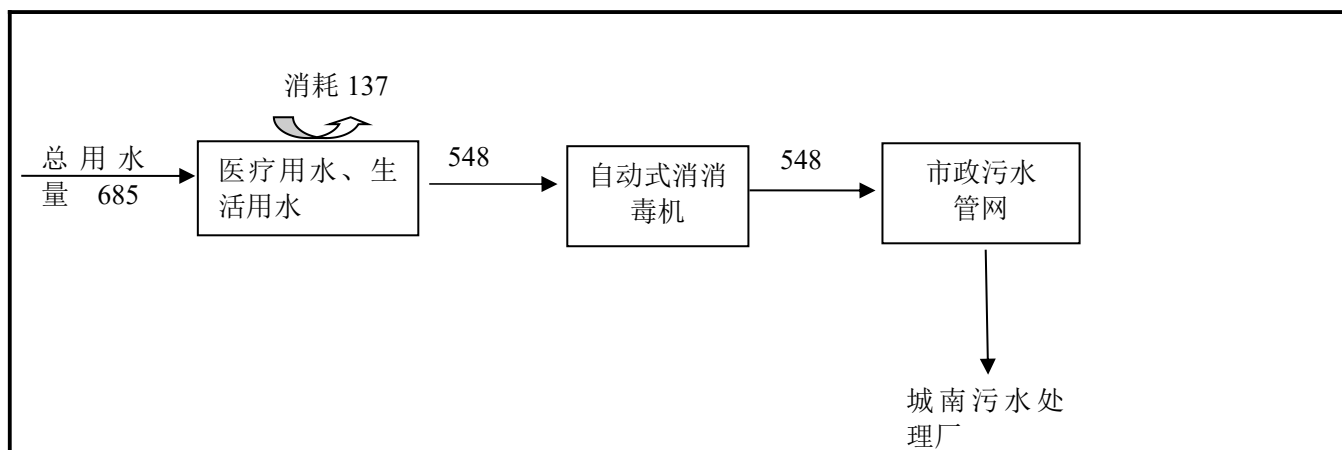 消耗 137
总用水
量 685
医疗用水、生
活用水
548
自动式消消
毒机
548
市政污水
管网
城南污水处
理厂